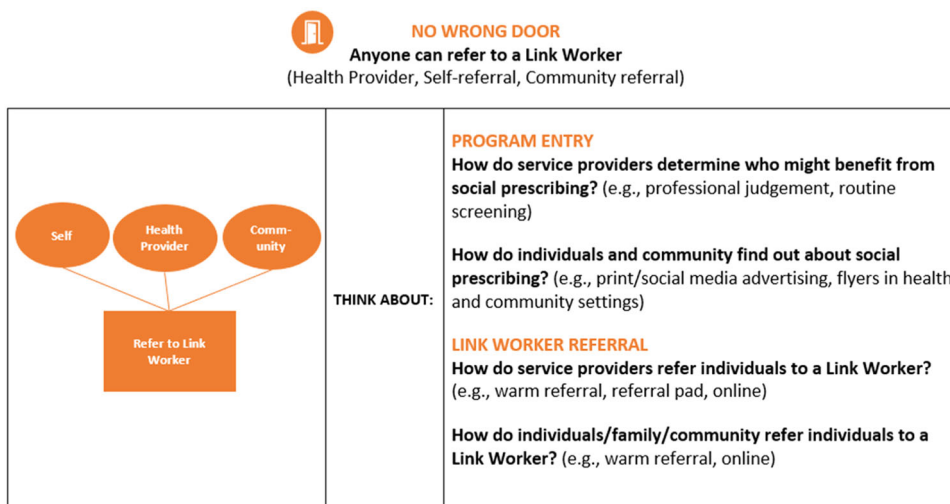 NO WRONG DOOR
Anyone can refer to a Link Worker
(Health Provider, Self-referral, Community referral)
Self
Health
Provider
Comm-
unity
Refer to Link
Worker
THINK ABOUT:
PROGRAM ENTRY
How do service providers determine who might benefit from
social prescribing? (e.g., professional judgement, routine
screening)
How do individuals and community find out about social
prescribing? (e.g., print/social media advertising, flyers in health
and community settings)
LINK WORKER REFERRAL
How do service providers refer individuals to a Link Worker?
(e.g., warm referral, referral pad, online)
How do individuals/family/community refer individuals to a
Link Worker? (e.g., warm referral, online)